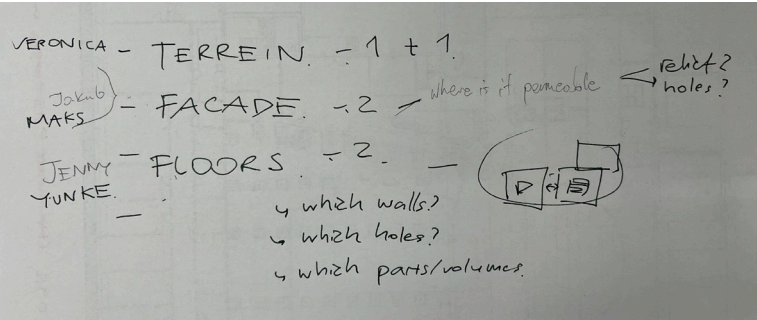 VERONICA – TERREIN. – 1 + 1.
Jakub
MAKS – FACADE. – 2 – where is it permeable
relief?
holes?
JENNY
YUNKE. – FLOORS – 2. –
↳ which walls?
↳ which holes?
↳ which parts/volumes.